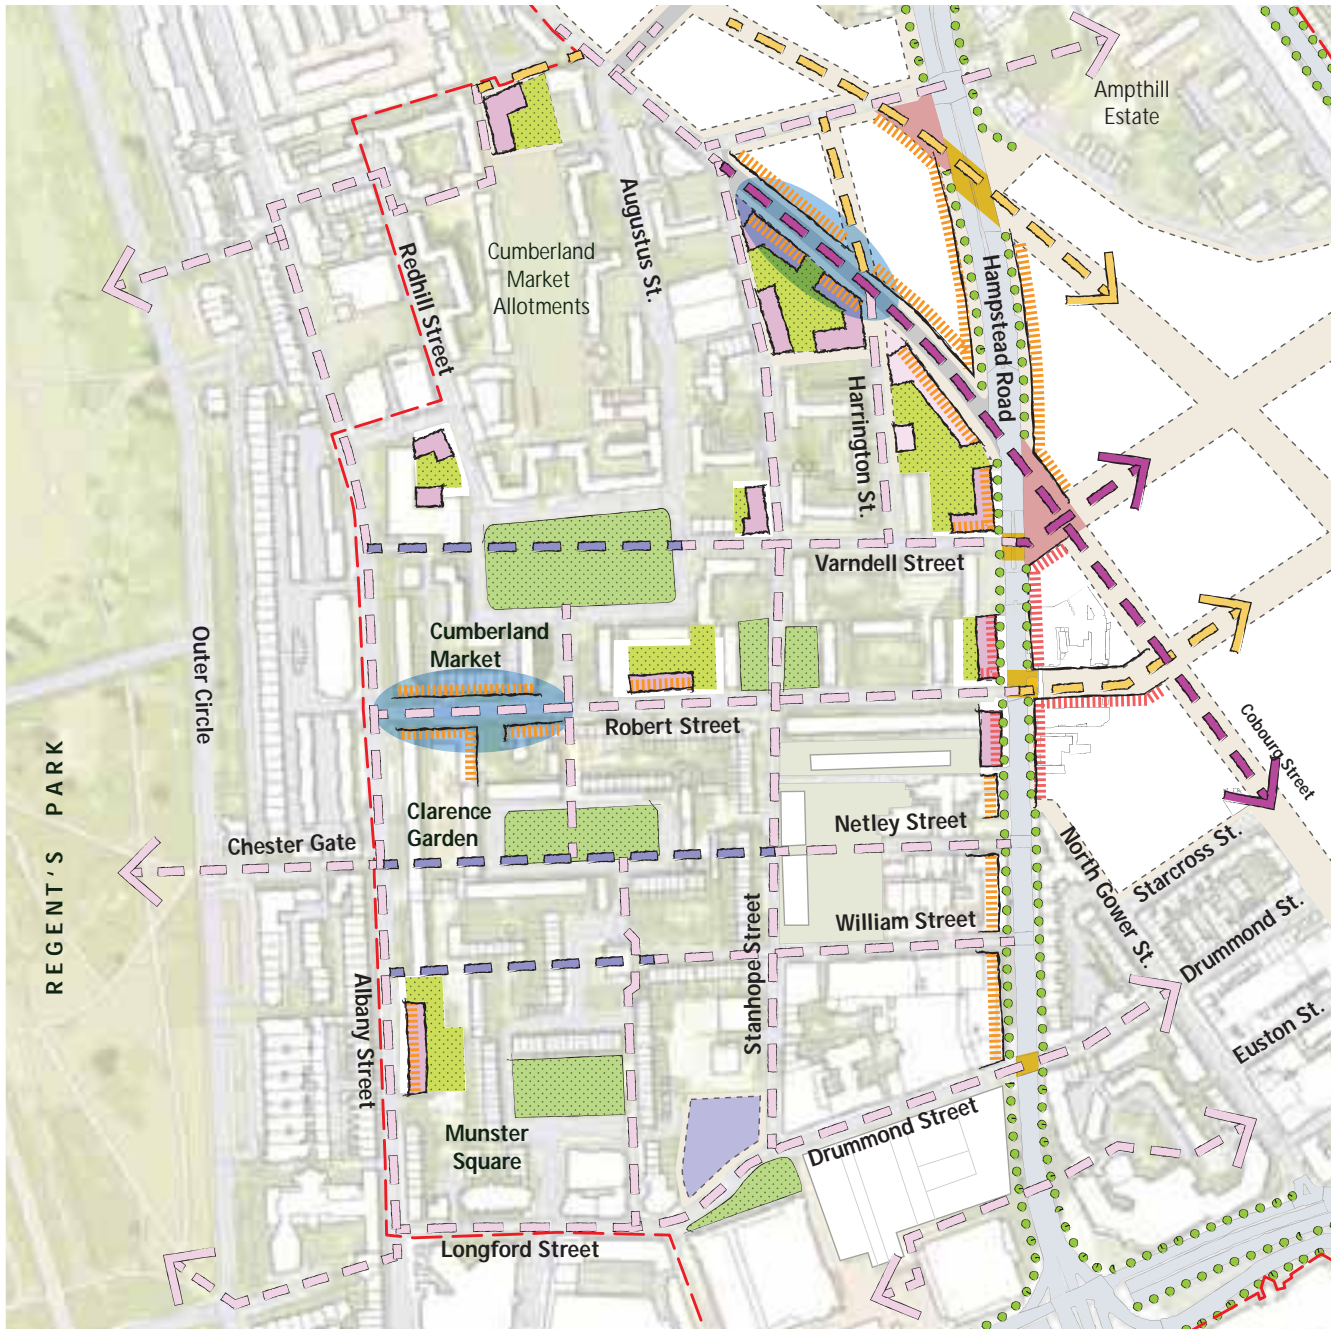 Ampthill
Estate
Augustus St.
Cumberland
Market
Allotments
Redhill Street
Hampstead Road
Harrington St.
Varndell Street
Outer Circle
Cumberland
Market
Robert Street
Cobourg Street
REGENT'S PARK
Clarence
Garden
Chester Gate
Netley Street
North Gower St.
Starcross St.
William Street
Drummond St.
Stanhope Street
Albany Street
Euston St.
Munster
Square
Drummond Street
Longford Street